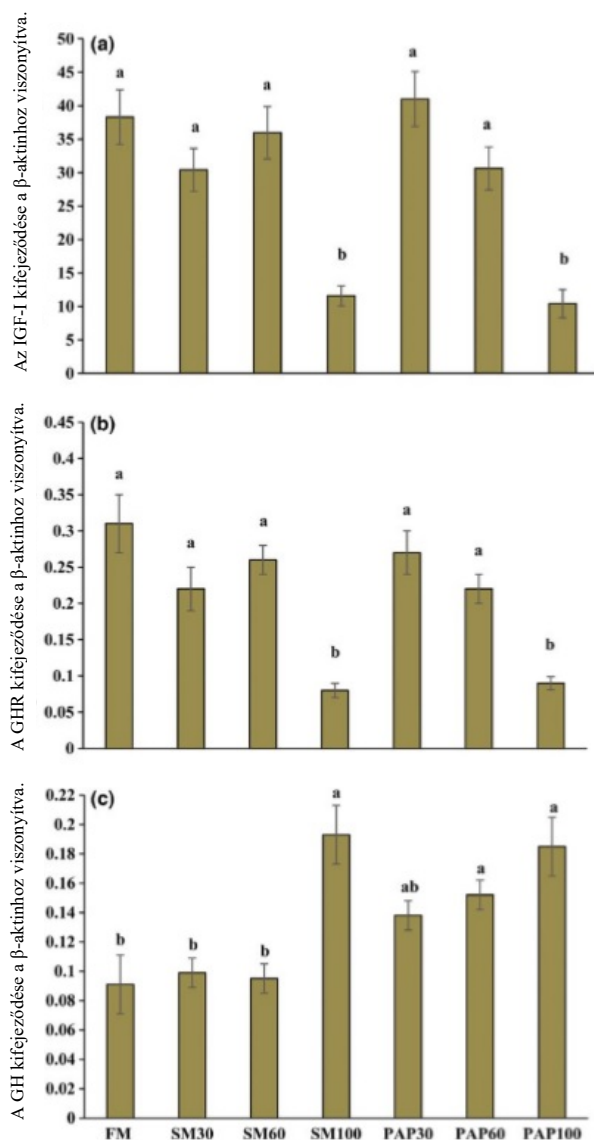 (a)
Az IGF-I kifejeződése a β-aktinhoz viszonyítva.
50
45
40
35
30
25
20
15
10
5
0
a
a
a
b
a
a
b
(b)
A GHR kifejeződése a β-aktinhoz viszonyítva.
0.45
0.4
0.35
0.3
0.25
0.2
0.15
0.1
0.05
0
a
a
a
b
a
a
b
(c)
A GH kifejeződése a β-aktinhoz viszonyítva.
0.22
0.2
0.18
0.16
0.14
0.12
0.1
0.08
0.06
0.04
0.02
0
b
b
b
a
ab
a
a
FM SM30 SM60 SM100 PAP30 PAP60 PAP100